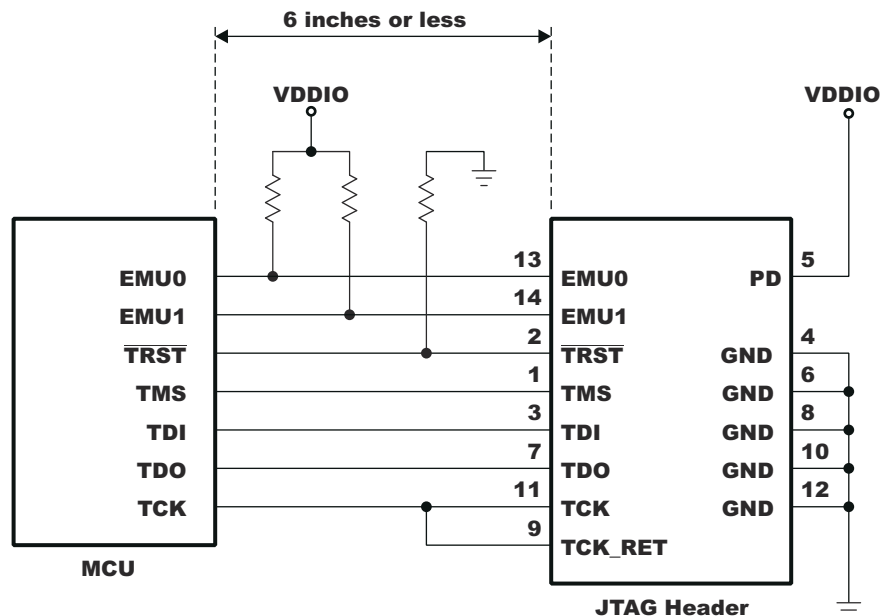 6 inches or less
VDDIO
VDDIO
13
5
EMU0
EMU0
PD
14
EMU1
EMU1
2
4
TRST
TRST
GND
1
6
TMS
TMS
GND
3
8
TDI
TDI
GND
7
10
TDO
TDO
GND
11
12
TCK
TCK
GND
9
TCK_RET
MCU
JTAG Header